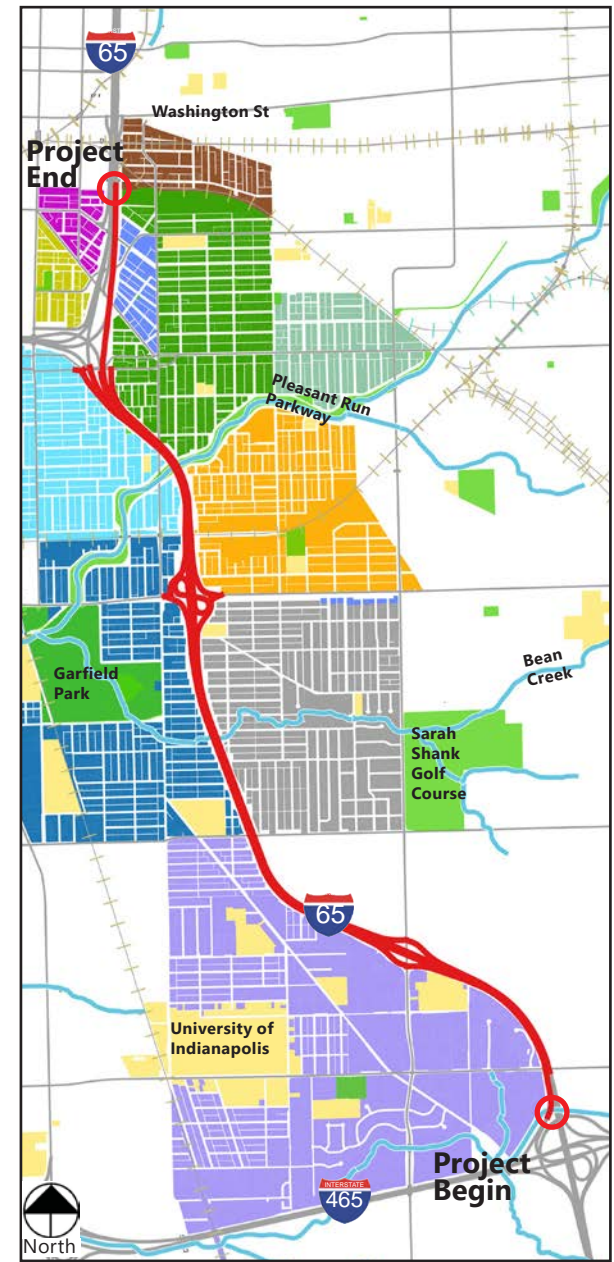 65
Washington St
Project
End
Pleasant Run
Parkway
Bean
Creek
Garfield
Park
Sarah
Shank
Golf
Course
65
University of
Indianapolis
Project
Begin
INTERSTATE
465
North